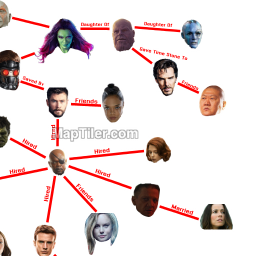 Daughter Of
Daughter Of
Gave Time Stone To
Saved By
Friends
Friends
Hired
MapTiler.com
Hired
Hired
Hired
Hired
Hired
Friends
Married
Hired